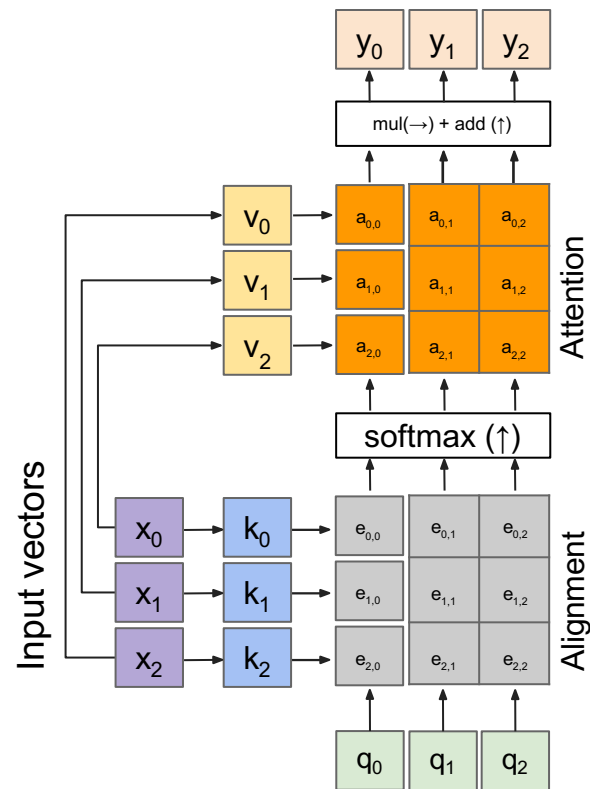 y0 y1 y2
mul(→) + add (↑)
v0 a0,0 a0,1 a0,2
v1 a1,0 a1,1 a1,2
v2 a2,0 a2,1 a2,2
Attention
softmax (↑)
Input vectors
x0 k0 e0,0 e0,1 e0,2
x1 k1 e1,0 e1,1 e1,2
x2 k2 e2,0 e2,1 e2,2
Alignment
q0 q1 q2